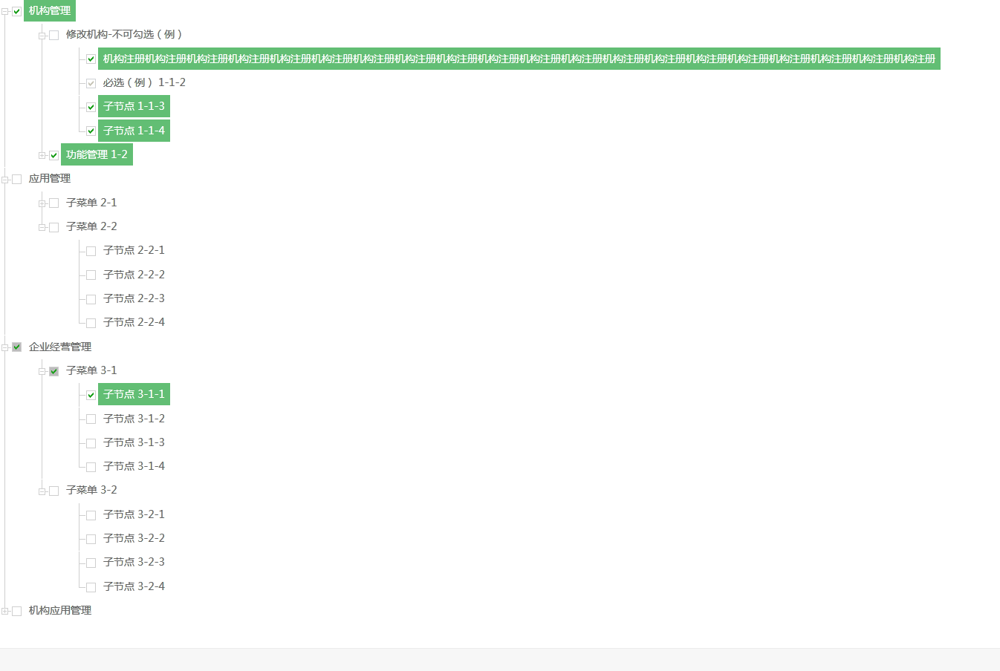 机构管理
修改机构-不可勾选（例）
机构注册机构注册机构注册机构注册机构注册机构注册机构注册机构注册机构注册机构注册机构注册机构注册机构注册机构注册机构注册机构注册机构注册机构注册机构注册机构注册
必选（例） 1-1-2
子节点 1-1-3
子节点 1-1-4
功能管理 1-2
应用管理
子菜单 2-1
子菜单 2-2
子节点 2-2-1
子节点 2-2-2
子节点 2-2-3
子节点 2-2-4
企业经营管理
子菜单 3-1
子节点 3-1-1
子节点 3-1-2
子节点 3-1-3
子节点 3-1-4
子菜单 3-2
子节点 3-2-1
子节点 3-2-2
子节点 3-2-3
子节点 3-2-4
机构应用管理